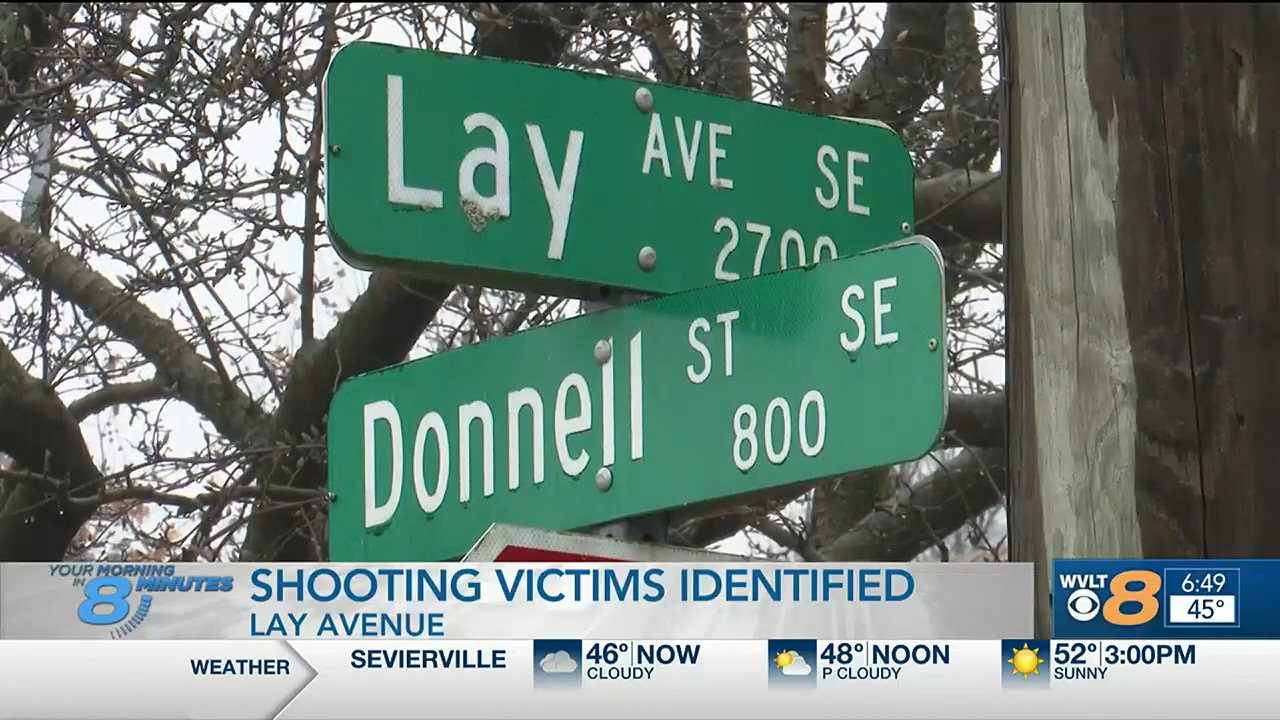 Lay AVE SE
2700
Donnell ST SE
800
YOUR MORNING
IN 8 MINUTES
SHOOTING VICTIMS IDENTIFIED
LAY AVENUE
WVLT 8
6:49
45°
WEATHER
SEVIERVILLE
46° NOW
CLOUDY
48° NOON
P CLOUDY
52° 3:00PM
SUNNY